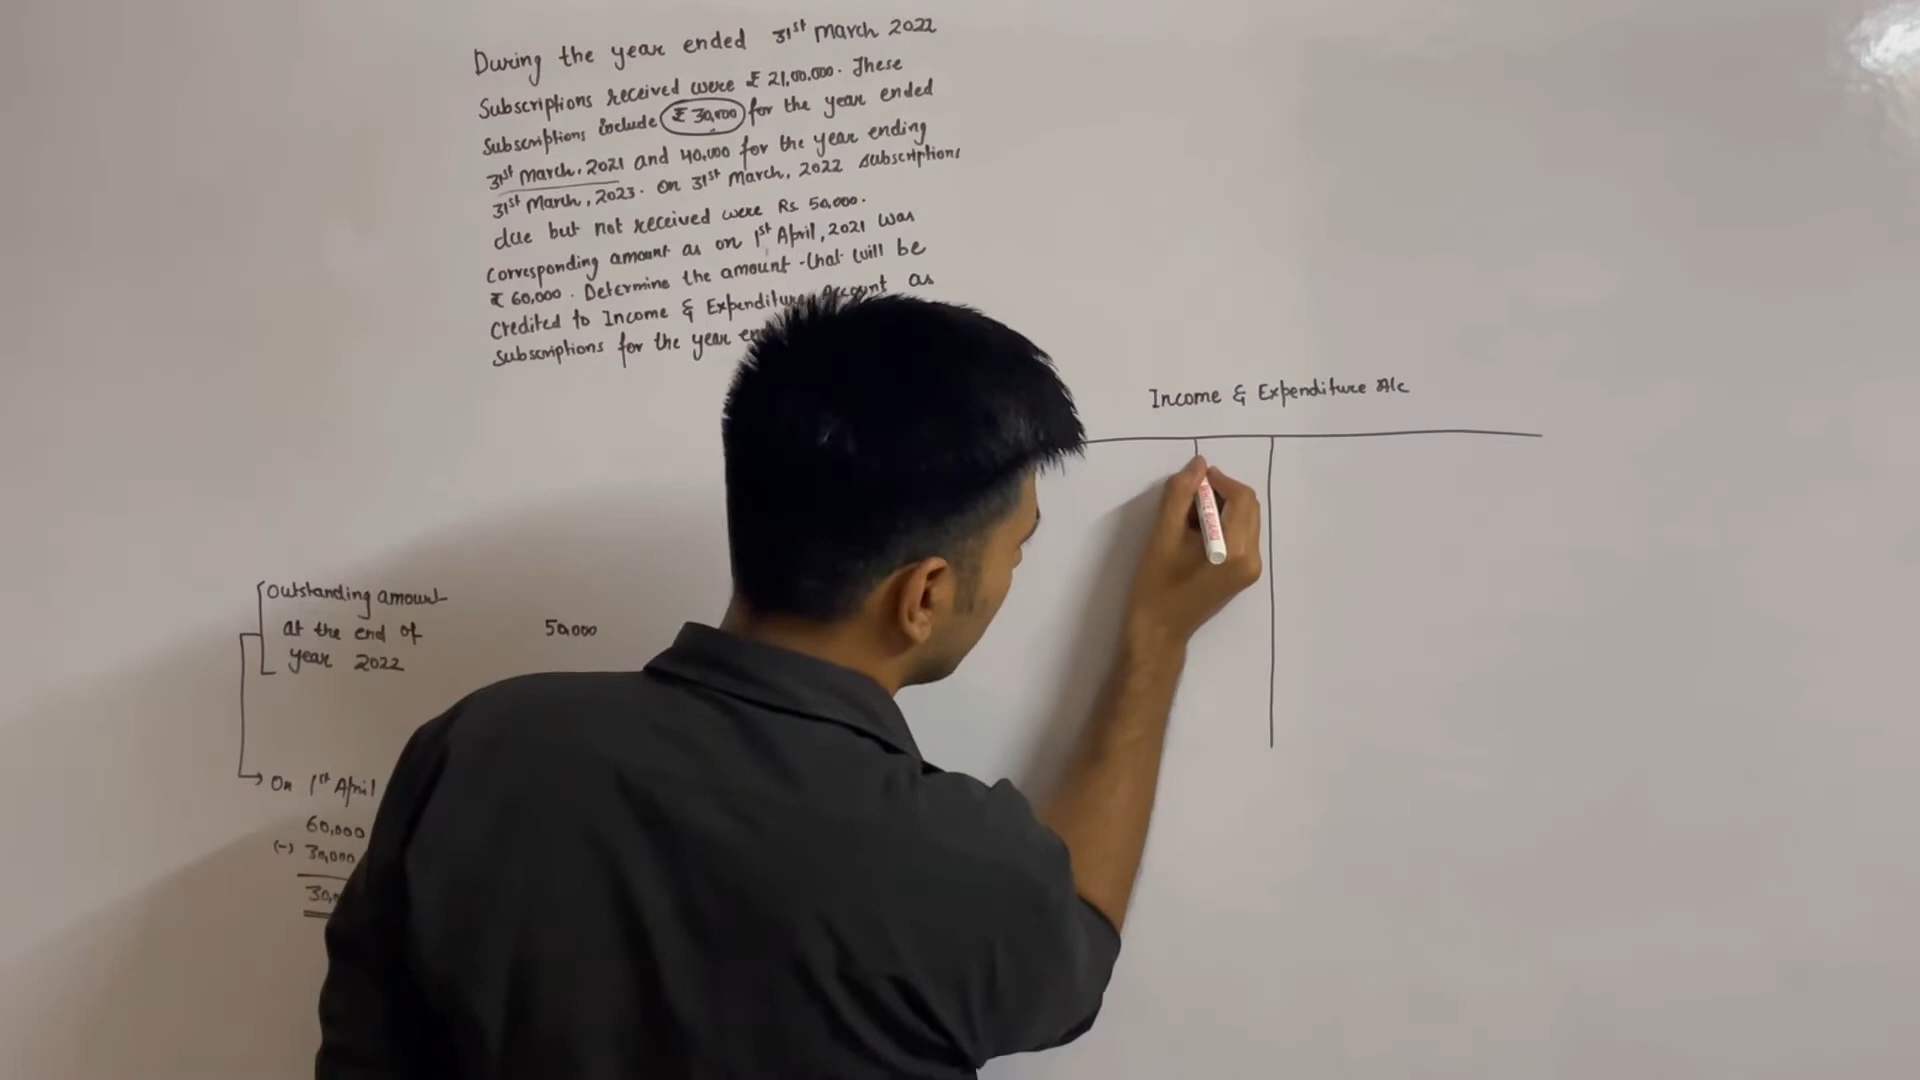 During the year ended 31st March 2022
Subscriptions received were ₹ 21,00,000. These
Subscriptions include ₹ 30,000 for the year ended
31st March, 2021 and 40,000 for the year ending
31st March, 2023. On 31st March, 2022 subscriptions
due but not received were Rs 50,000.
Corresponding amount as on 1st April, 2021 was
₹ 60,000. Determine the amount that will be
Credited to Income & Expenditure Account as
Subscriptions for the year
Income & Expenditure A/c
Outstanding amount
at the end of
year 2022
50,000
On 1st April
60,000
(-) 30,000
WHITE BOARD